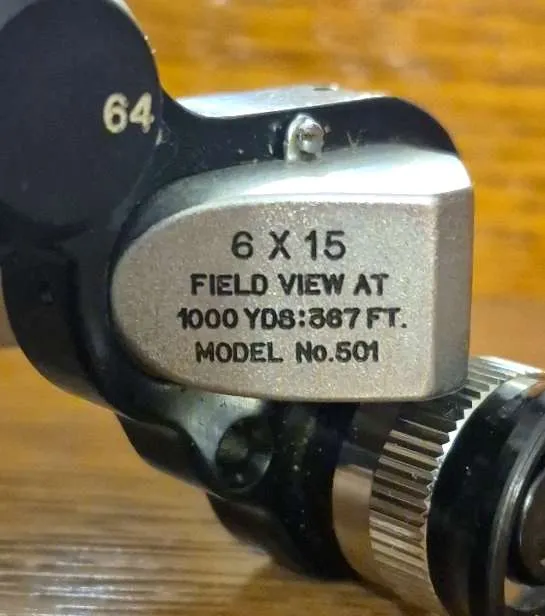 64
6 X 15
FIELD VIEW AT
1000 YDS:367 FT.
MODEL No.501